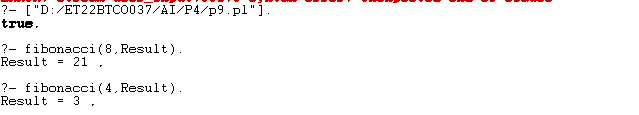 ?- ["D:/ET22BTCO037/AI/P4/p9.pl"].
true.
?- fibonacci(8,Result).
Result = 21 ,
?- fibonacci(4,Result).
Result = 3 ,